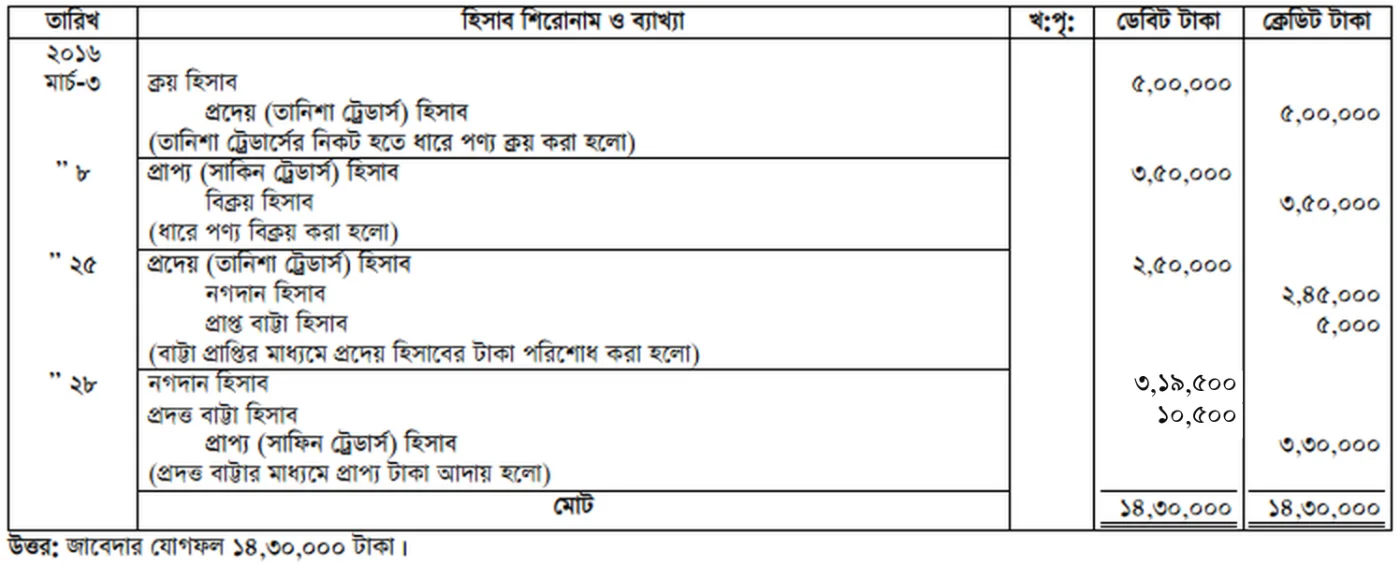 তারিখ হিসাব শিরোনাম ও ব্যাখ্যা খ:পৃ: ডেবিট টাকা ক্রেডিট টাকা
২০১৬
মার্চ-৩ ক্রয় হিসাব ৫,০০,০০০
প্রদেয় (তানিশা ট্রেডার্স) হিসাব ৫,০০,০০০
(তানিশা ট্রেডার্সের নিকট হতে ধারে পণ্য ক্রয় করা হলো)
” ৮ প্রাপ্য (সাকিন ট্রেডার্স) হিসাব ৩,৫০,০০০
বিক্রয় হিসাব ৩,৫০,০০০
(ধারে পণ্য বিক্রয় করা হলো)
” ২৫ প্রদেয় (তানিশা ট্রেডার্স) হিসাব ২,৫০,০০০
নগদান হিসাব ২,৪৫,০০০
প্রাপ্ত বাট্টা হিসাব ৫,০০০
(বাট্টা প্রাপ্তির মাধ্যমে প্রদেয় হিসাবের টাকা পরিশোধ করা হলো)
” ২৮ নগদান হিসাব ৩,১৯,৫০০
প্রদত্ত বাট্টা হিসাব ১০,৫০০
প্রাপ্য (সাফিন ট্রেডার্স) হিসাব ৩,৩০,০০০
(প্রদত্ত বাট্টার মাধ্যমে প্রাপ্য টাকা আদায় হলো)
মোট ১৪,৩০,০০০ ১৪,৩০,০০০
উত্তর: জাবেদার যোগফল ১৪,৩০,০০০ টাকা।